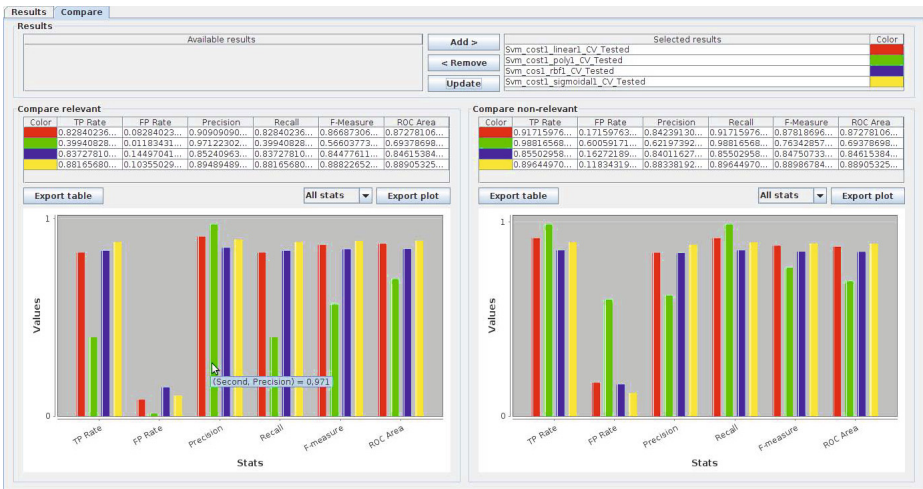 Results Compare
Results
Available results
Add >
< Remove
Update
Selected results Color
Svm_cost1_linear1_CV_Tested
Svm_cost1_poly1_CV_Tested
Svm_cos1_rbf1_CV_Tested
Svm_cost1_sigmoidal1_CV_Tested
Compare relevant
Color TP Rate FP Rate Precision Recall F-Measure ROC Area
0.82840236... 0.08284023... 0.90909090... 0.82840236... 0.86687306... 0.87278106...
0.39940828... 0.01183431... 0.97122302... 0.39940828... 0.56603773... 0.69378698...
0.83727810... 0.14497041... 0.85240963... 0.83727810... 0.84477611... 0.84615384...
0.88165680... 0.10355029... 0.89489489... 0.88165680... 0.88822652... 0.88905325...
Export table All stats Export plot
1
0
Values
(Second, Precision) = 0,971
TP Rate FP Rate Precision Recall F-measure ROC Area
Stats
Compare non-relevant
Color TP Rate FP Rate Precision Recall F-Measure ROC Area
0.91715976... 0.17159763... 0.84239130... 0.91715976... 0.87818696... 0.87278106...
0.98816568... 0.60059171... 0.62197392... 0.98816568... 0.76342857... 0.69378698...
0.85502958... 0.16272189... 0.84011627... 0.85502958... 0.84750733... 0.84615384...
0.89644970... 0.11834319... 0.88338192... 0.89644970... 0.88986784... 0.88905325...
Export table All stats Export plot
1
0
Values
TP Rate FP Rate Precision Recall F-measure ROC Area
Stats